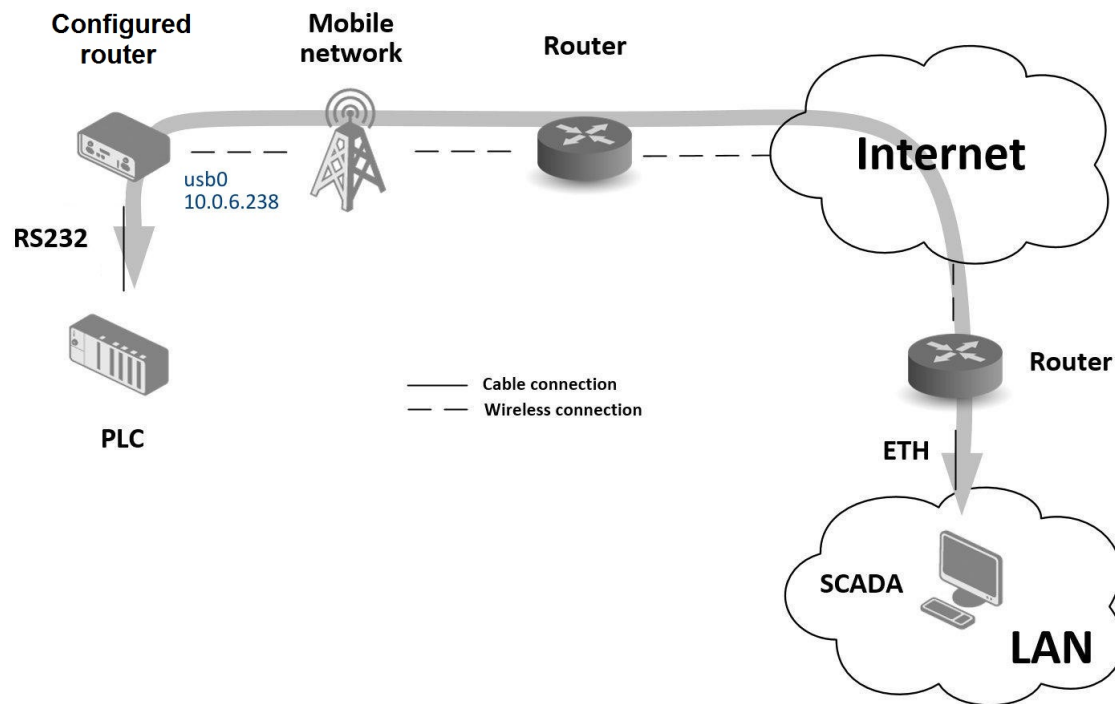 Configured
router
Mobile
network
Router
Internet
usb0
10.0.6.238
RS232
Router
Cable connection
Wireless connection
PLC
ETH
SCADA
LAN